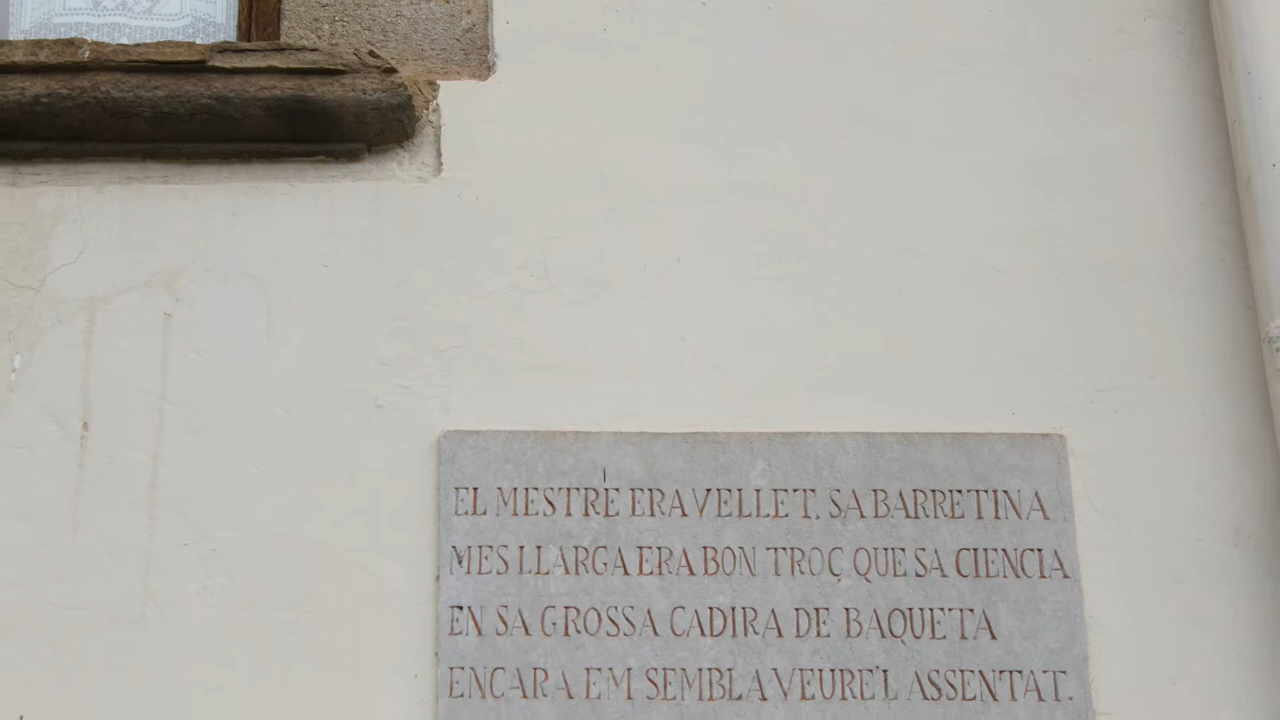 EL MESTRE ERA VELLET, SA BARRETINA
MES LLARGA ERA BON TROÇ QUE SA CIENCIA
EN SA GROSSA CADIRA DE BAQUETA
ENCARA EM SEMBLA VEURE'L ASSENTAT.